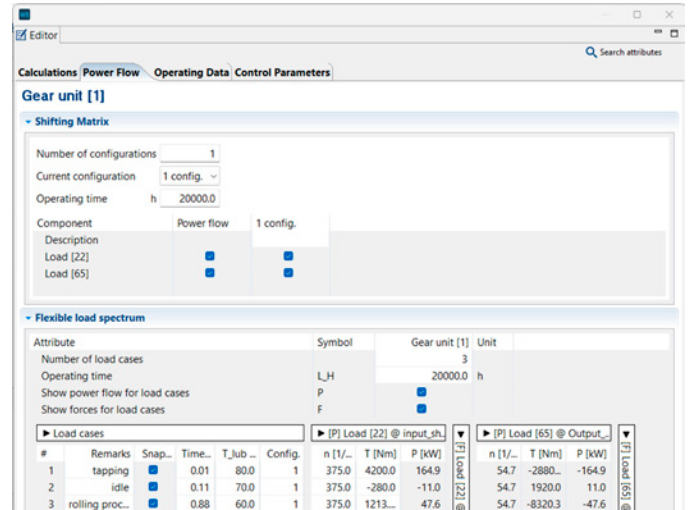 Editor
Search attributes
Calculations Power Flow Operating Data Control Parameters
Gear unit [1]
Shifting Matrix
Number of configurations 1
Current configuration 1 config.
Operating time h 20000.0
Component Power flow 1 config.
Description
Load [22]
Load [65]
Flexible load spectrum
Attribute Symbol Gear unit [1] Unit
Number of load cases 3
Operating time L_H 20000.0 h
Show power flow for load cases P
Show forces for load cases F
Load cases [P] Load [22] @ input_sh.. [F] Load [22] [P] Load [65] @ Output_.. [F] Load [65] @
# Remarks Snap... Time... T_lub ... Config. n [1/... T [Nm] P [kW] n [1/... T [Nm] P [kW]
1 tapping 0.01 80.0 1 375.0 4200.0 164.9 54.7 -2880... -164.9
2 idle 0.11 70.0 1 375.0 -280.0 -11.0 54.7 1920.0 11.0
3 rolling proc... 0.88 60.0 1 375.0 1213... 47.6 54.7 -8320.3 -47.6